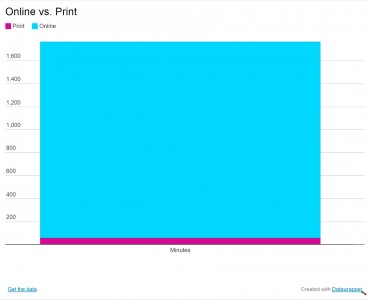 Online vs. Print
Print Online
1,600
1,400
1,200
1,000
800
600
400
200
Minutes
Get the data Created with Datawrapper